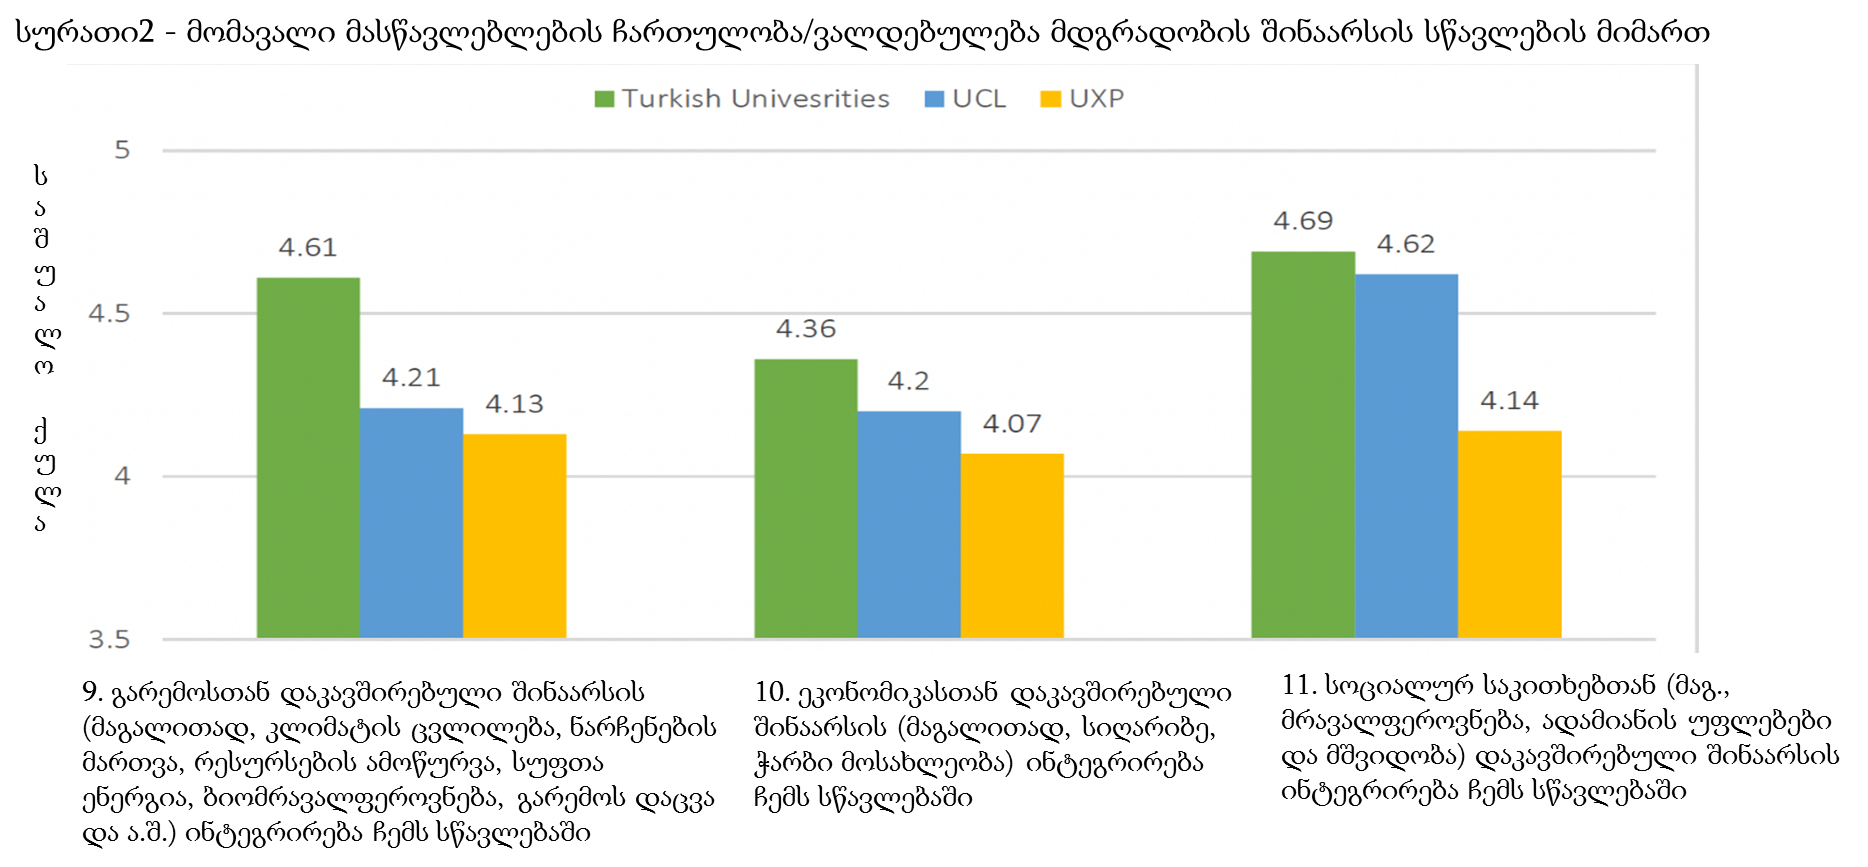 სურათი2 - მომავალი მასწავლებლების ჩართულობა/ვალდებულება მდგრადობის შინაარსის სწავლების მიმართ
Turkish Univesrities UCL UXP
საშუალო ქულა
5
4.5
4
3.5
4.61
4.21
4.13
4.36
4.2
4.07
4.69
4.62
4.14
9. გარემოსთან დაკავშირებული შინაარსის
(მაგალითად, კლიმატის ცვლილება, ნარჩენების
მართვა, რესურსების ამოწურვა, სუფთა
ენერგია, ბიომრავალფეროვნება, გარემოს დაცვა
და ა.შ.) ინტეგრირება ჩემს სწავლებაში
10. ეკონომიკასთან დაკავშირებული
შინაარსის (მაგალითად, სიღარიბე,
ჭარბი მოსახლეობა) ინტეგრირება
ჩემს სწავლებაში
11. სოციალურ საკითხებთან (მაგ.,
მრავალფეროვნება, ადამიანის უფლებები
და მშვიდობა) დაკავშირებული შინაარსის
ინტეგრირება ჩემს სწავლებაში